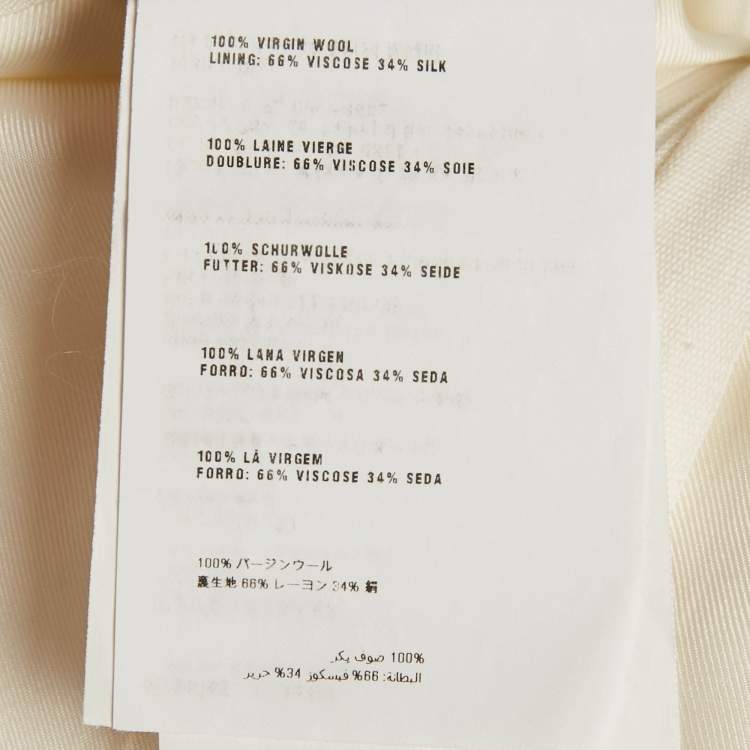 100% VIRGIN WOOL
LINING: 66% VISCOSE 34% SILK
100% LAINE VIERGE
DOUBLURE: 66% VISCOSE 34% SOIE
100% SCHURWOLLE
FUTTER: 66% VISKOSE 34% SEIDE
100% LANA VIRGEN
FORRO: 66% VISCOSA 34% SEDA
100% LÃ VIRGEM
FORRO: 66% VISCOSE 34% SEDA
100% バージンウール
裏生地 66% レーヨン 34% 絹
100% صوف بكر
البطانة: 66% فيسكوز 34% حرير